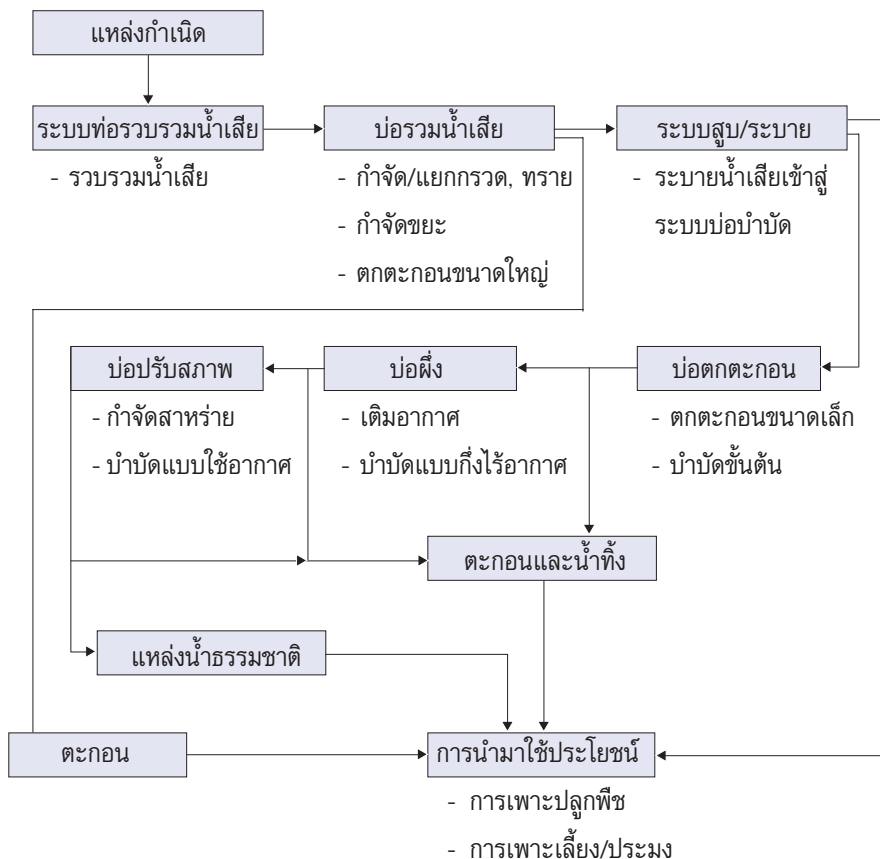 แหล่งกำเนิด
ระบบท่อรวบรวมน้ำเสีย
- รวบรวมน้ำเสีย
บ่อรวมน้ำเสีย
- กำจัด/แยกกรวด, ทราย
- กำจัดขยะ
- ตกตะกอนขนาดใหญ่
ระบบสูบ/ระบาย
- ระบายน้ำเสียเข้าสู่
ระบบบ่อบำบัด
บ่อปรับสภาพ
- กำจัดสาหร่าย
- บำบัดแบบใช้อากาศ
บ่อผึ่ง
- เติมอากาศ
- บำบัดแบบกึ่งไร้อากาศ
บ่อตกตะกอน
- ตกตะกอนขนาดเล็ก
- บำบัดขั้นต้น
ตะกอนและน้ำทิ้ง
แหล่งน้ำธรรมชาติ
ตะกอน
การนำมาใช้ประโยชน์
- การเพาะปลูกพืช
- การเพาะเลี้ยง/ประมง